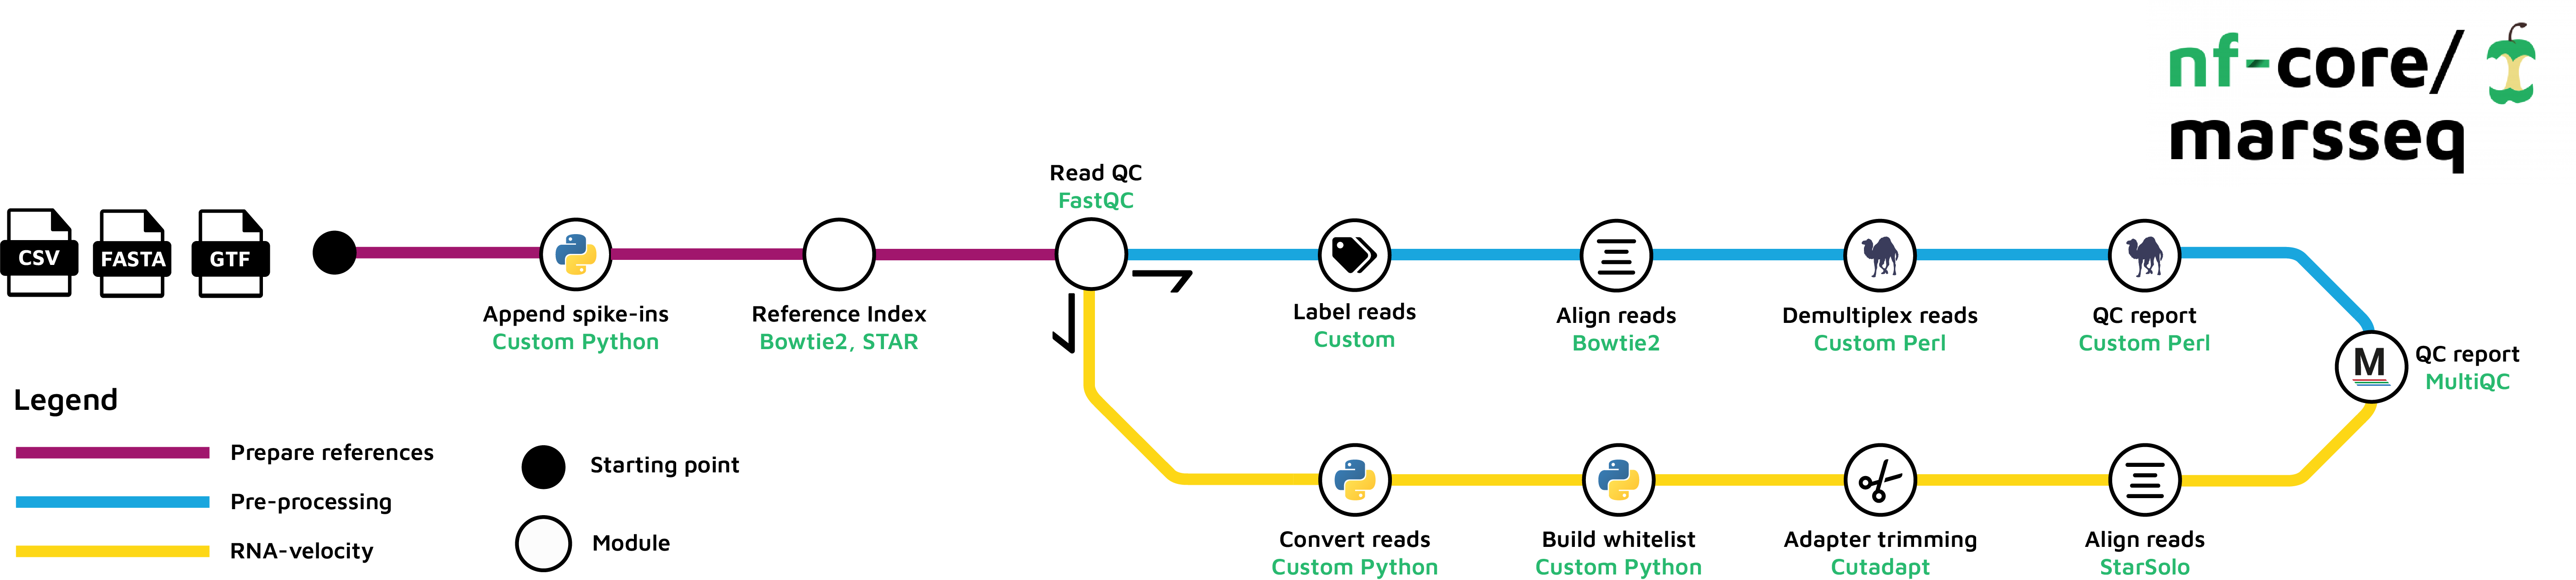 nf-core/
marsseq
CSV
FASTA
GTF
Append spike-ins
Custom Python
Reference Index
Bowtie2, STAR
Read QC
FastQC
Label reads
Custom
Align reads
Bowtie2
Demultiplex reads
Custom Perl
QC report
Custom Perl
M
QC report
MultiQC
Convert reads
Custom Python
Build whitelist
Custom Python
Adapter trimming
Cutadapt
Align reads
StarSolo
Legend
Prepare references
Pre-processing
RNA-velocity
Starting point
Module